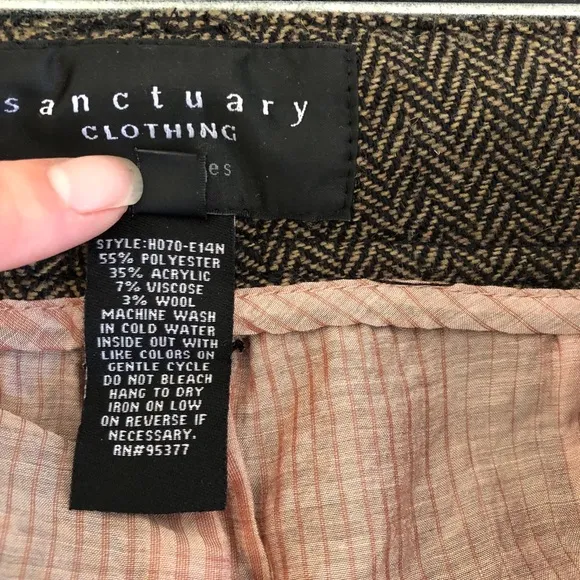 sanctuary
CLOTHING
es
STYLE:H070-E14N
55% POLYESTER
35% ACRYLIC
7% VISCOSE
3% WOOL
MACHINE WASH
IN COLD WATER
INSIDE OUT WITH
LIKE COLORS ON
GENTLE CYCLE
DO NOT BLEACH
HANG TO DRY
IRON ON LOW
ON REVERSE IF
NECESSARY.
RN#95377